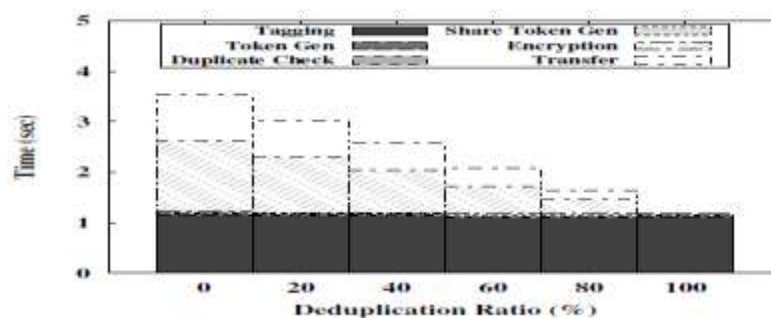 5
4
3
2
1
0
Time (sec)
Tagging
Token Gen
Duplicate Check
Share Token Gen
Encryption
Transfer
0 20 40 60 80 100
Deduplication Ratio (%)